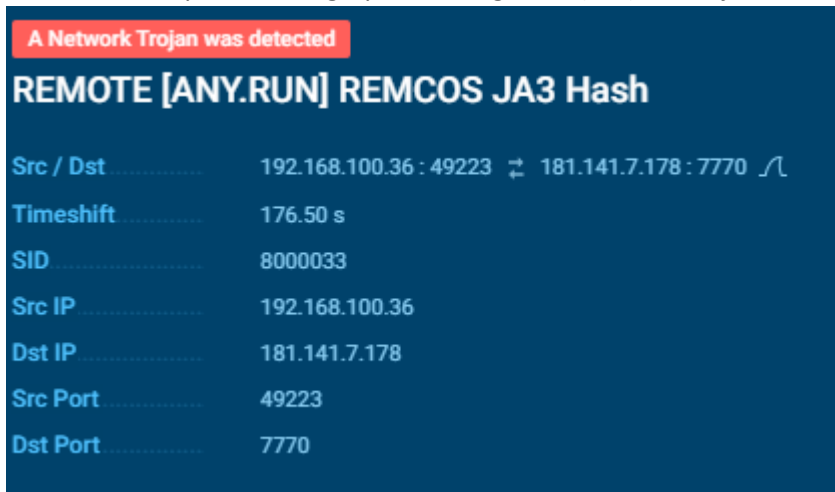 A Network Trojan was detected
REMOTE [ANY.RUN] REMCOS JA3 Hash
Src / Dst.............. 192.168.100.36 : 49223 ⇄ 181.141.7.178 : 7770
Timeshift.............. 176.50 s
SID...................... 8000033
Src IP.................. 192.168.100.36
Dst IP.................. 181.141.7.178
Src Port................ 49223
Dst Port................ 7770